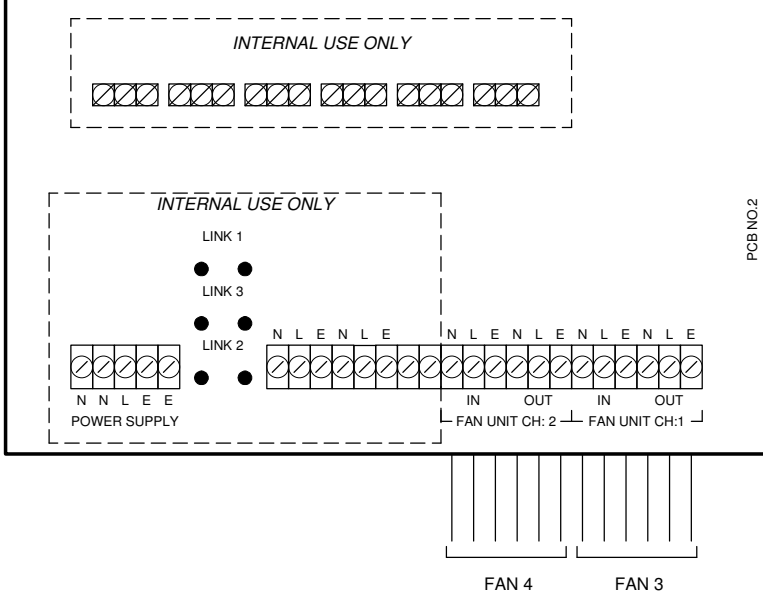 INTERNAL USE ONLY
INTERNAL USE ONLY
LINK 1
PCB NO.2
LINK 3
LINK 2
N L E N L E N L E N L E N L E N L E
N N L E E IN OUT IN OUT
POWER SUPPLY FAN UNIT CH: 2 FAN UNIT CH:1
FAN 4 FAN 3